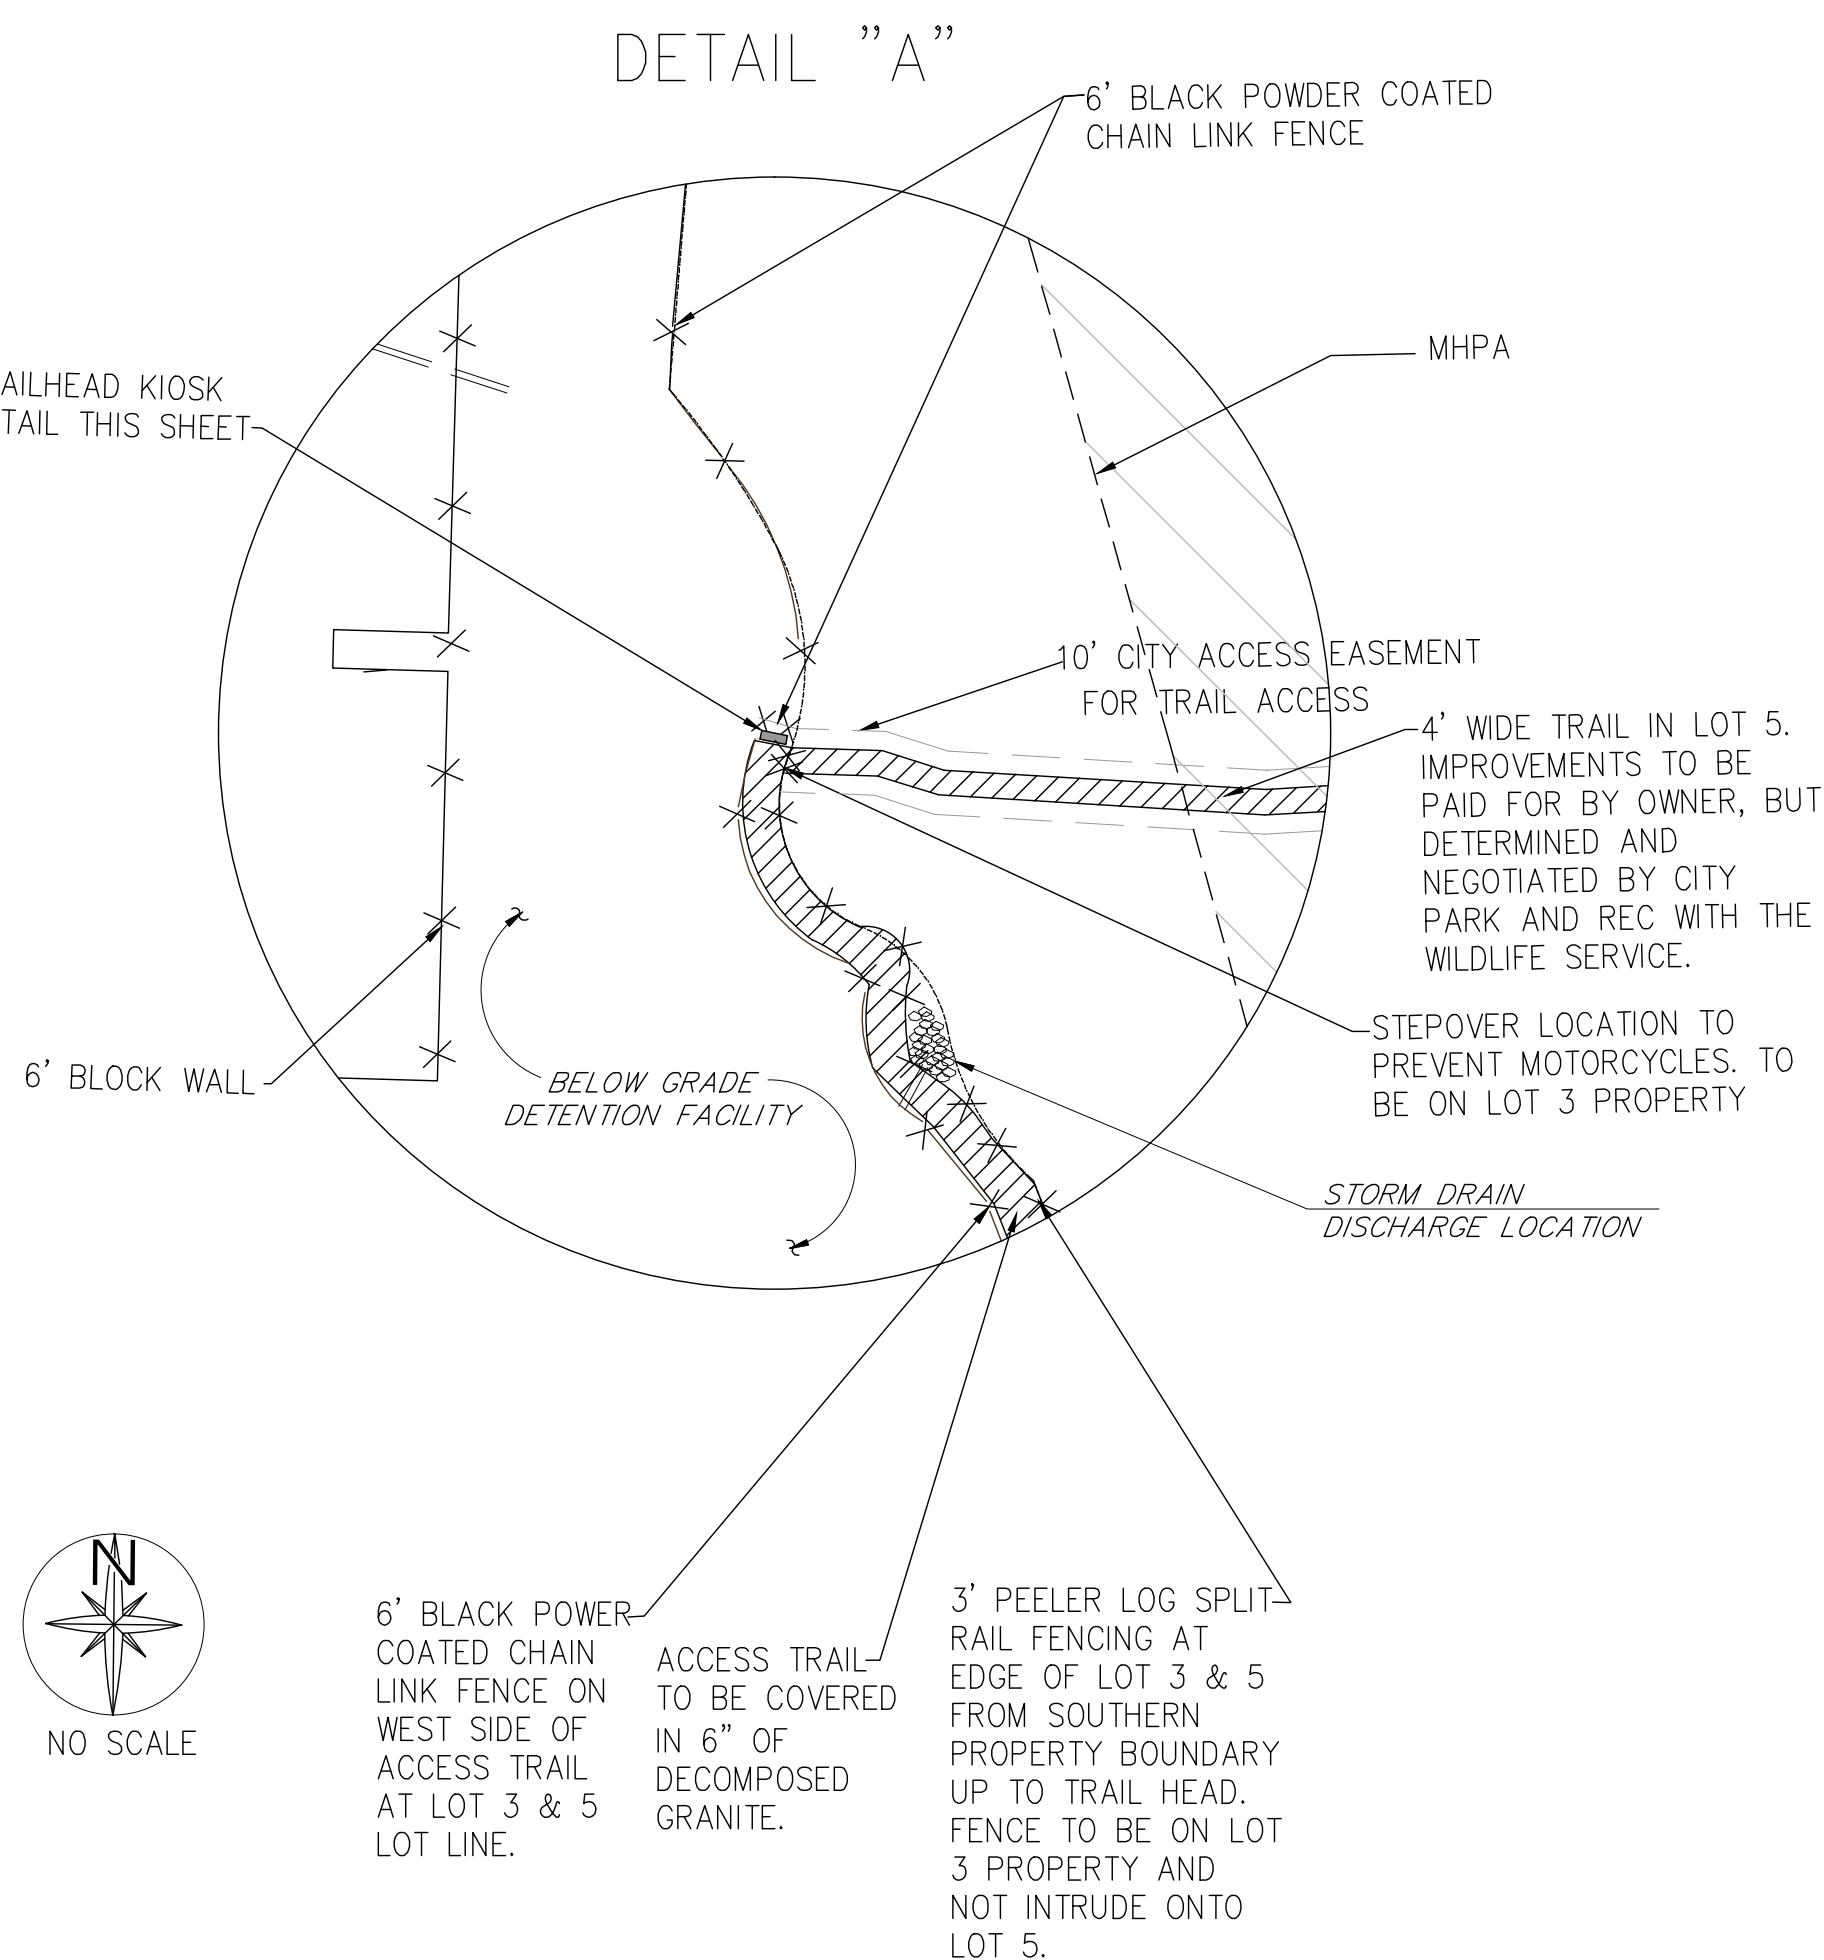 DETAIL "A"
6' BLACK POWDER COATED
CHAIN LINK FENCE
MHPA
AILHEAD KIOSK
TAIL THIS SHEET
10' CITY ACCESS EASEMENT
FOR TRAIL ACCESS
4' WIDE TRAIL IN LOT 5.
IMPROVEMENTS TO BE
PAID FOR BY OWNER, BUT
DETERMINED AND
NEGOTIATED BY CITY
PARK AND REC WITH THE
WILDLIFE SERVICE.
STEPOVER LOCATION TO
PREVENT MOTORCYCLES. TO
BE ON LOT 3 PROPERTY
6' BLOCK WALL
BELOW GRADE
DETENTION FACILITY
STORM DRAIN
DISCHARGE LOCATION
N
NO SCALE
6' BLACK POWER
COATED CHAIN
LINK FENCE ON
WEST SIDE OF
ACCESS TRAIL
AT LOT 3 & 5
LOT LINE.
ACCESS TRAIL
TO BE COVERED
IN 6" OF
DECOMPOSED
GRANITE.
3' PEELER LOG SPLIT
RAIL FENCING AT
EDGE OF LOT 3 & 5
FROM SOUTHERN
PROPERTY BOUNDARY
UP TO TRAIL HEAD.
FENCE TO BE ON LOT
3 PROPERTY AND
NOT INTRUDE ONTO
LOT 5.